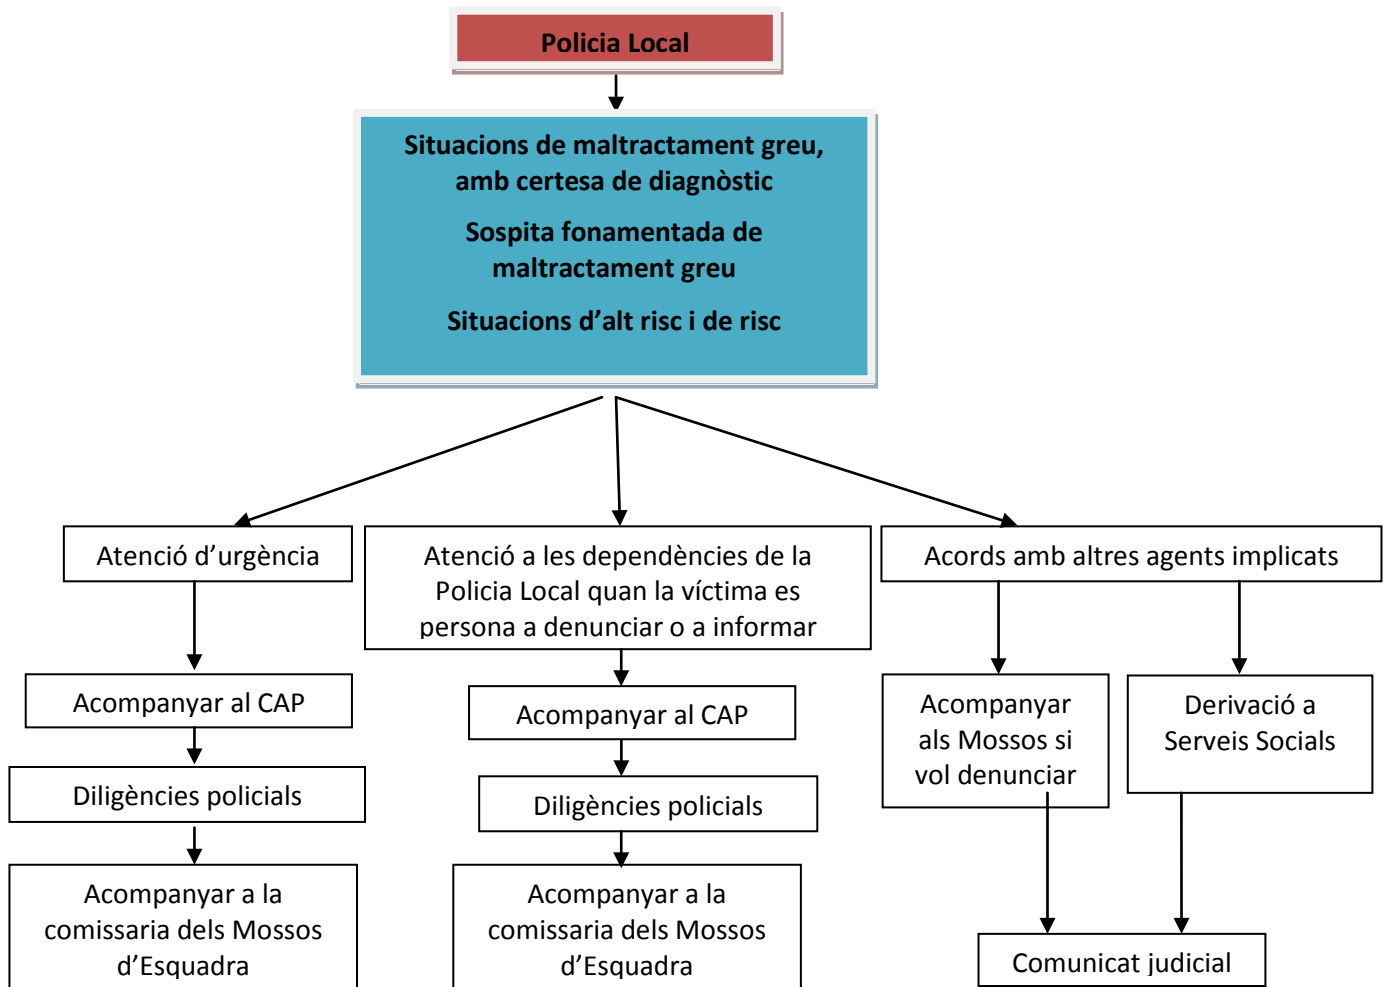 Policia Local
Situacions de maltractament greu,
amb certesa de diagnòstic
Sospita fonamentada de
maltractament greu
Situacions d’alt risc i de risc
Atenció d’urgència
Acompanyar al CAP
Diligències policials
Acompanyar a la
comissaria dels Mossos
d’Esquadra
Atenció a les dependències de la
Policia Local quan la víctima es
persona a denunciar o a informar
Acompanyar al CAP
Diligències policials
Acompanyar a la
comissaria dels Mossos
d’Esquadra
Acords amb altres agents implicats
Acompanyar
als Mossos si
vol denunciar
Derivació a
Serveis Socials
Comunicat judicial